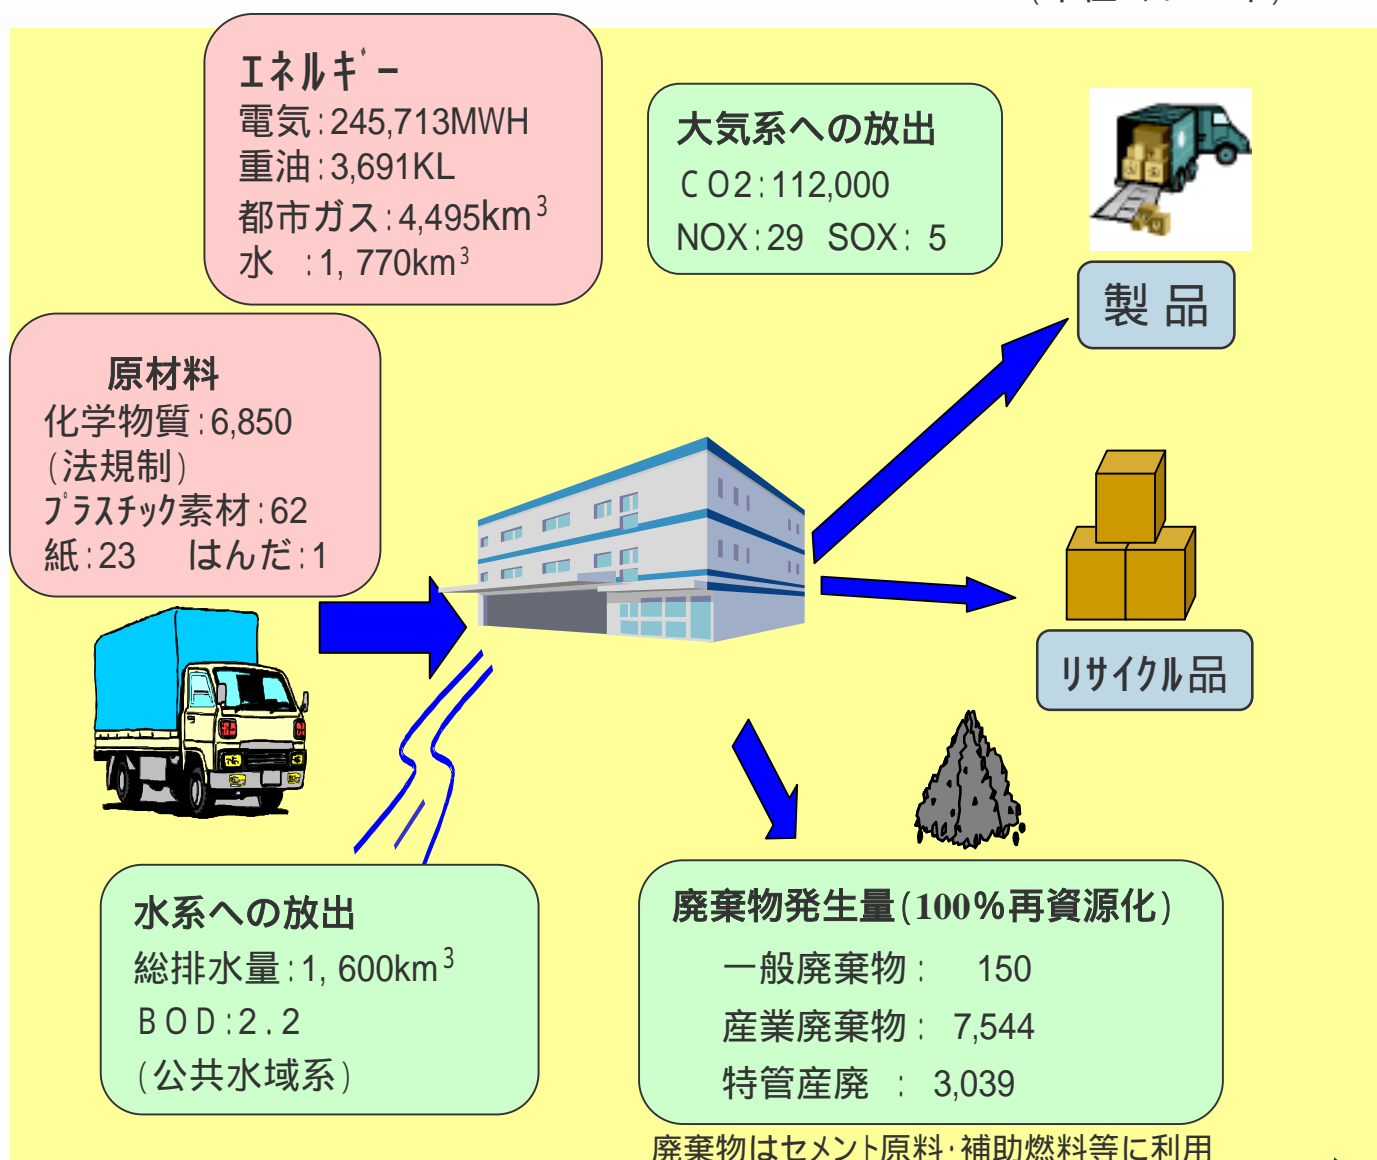 エネルギー
電気:245,713MWH
重油:3,691KL
都市ガス:4,495km³
水 :1, 770km³
大気系への放出
CO2:112,000
NOX:29 SOX: 5
製 品
原材料
化学物質:6,850
(法規制)
プラスチック素材:62
紙:23 はんだ:1
リサイクル品
水系への放出
総排水量:1, 600km³
BOD:2.2
(公共水域系)
廃棄物発生量(100%再資源化)
一般廃棄物: 150
産業廃棄物: 7,544
特管産廃 : 3,039
廃棄物はセメント原料・補助燃料等に利用